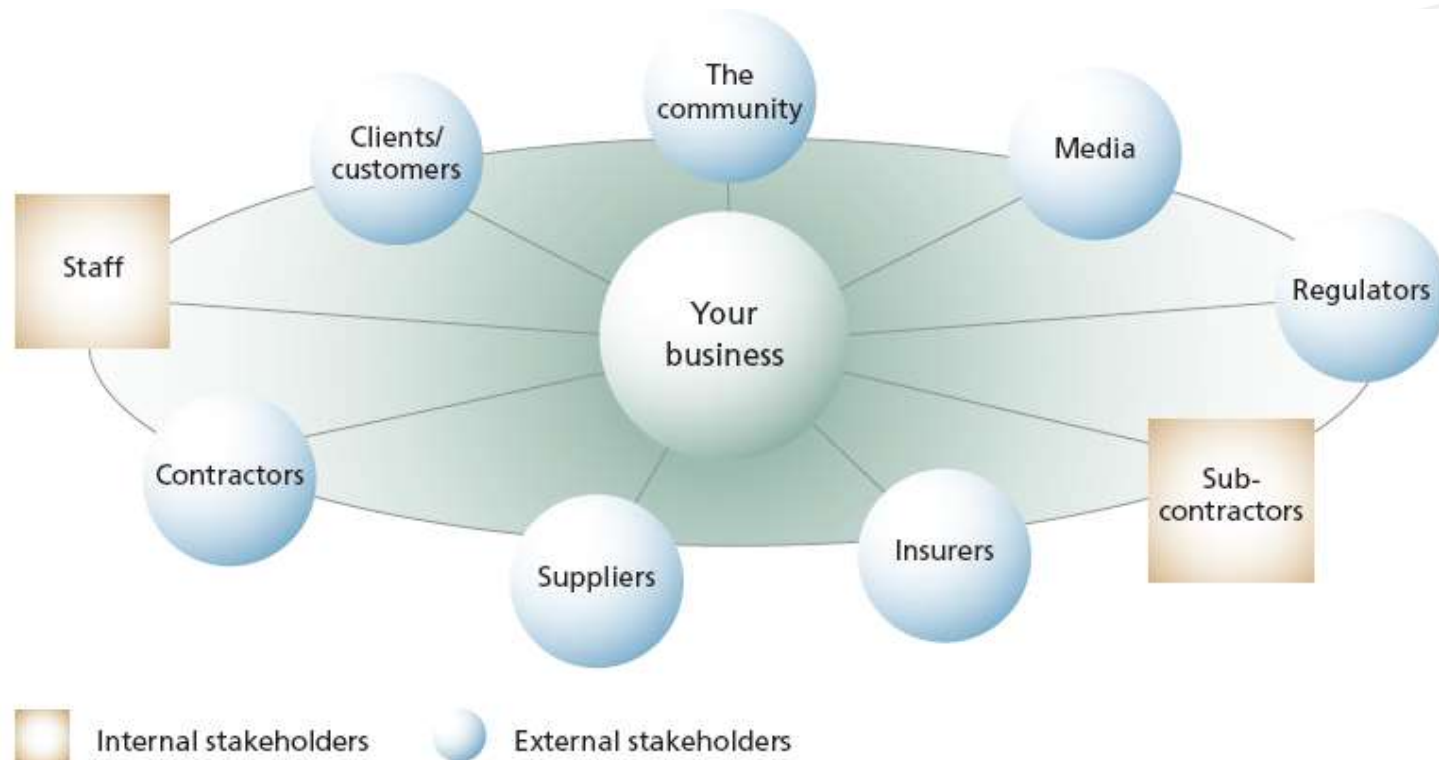 The
community
Clients/
customers
Media
Staff
Regulators
Your
business
Contractors
Sub-
contractors
Insurers
Suppliers
Internal stakeholders
External stakeholders